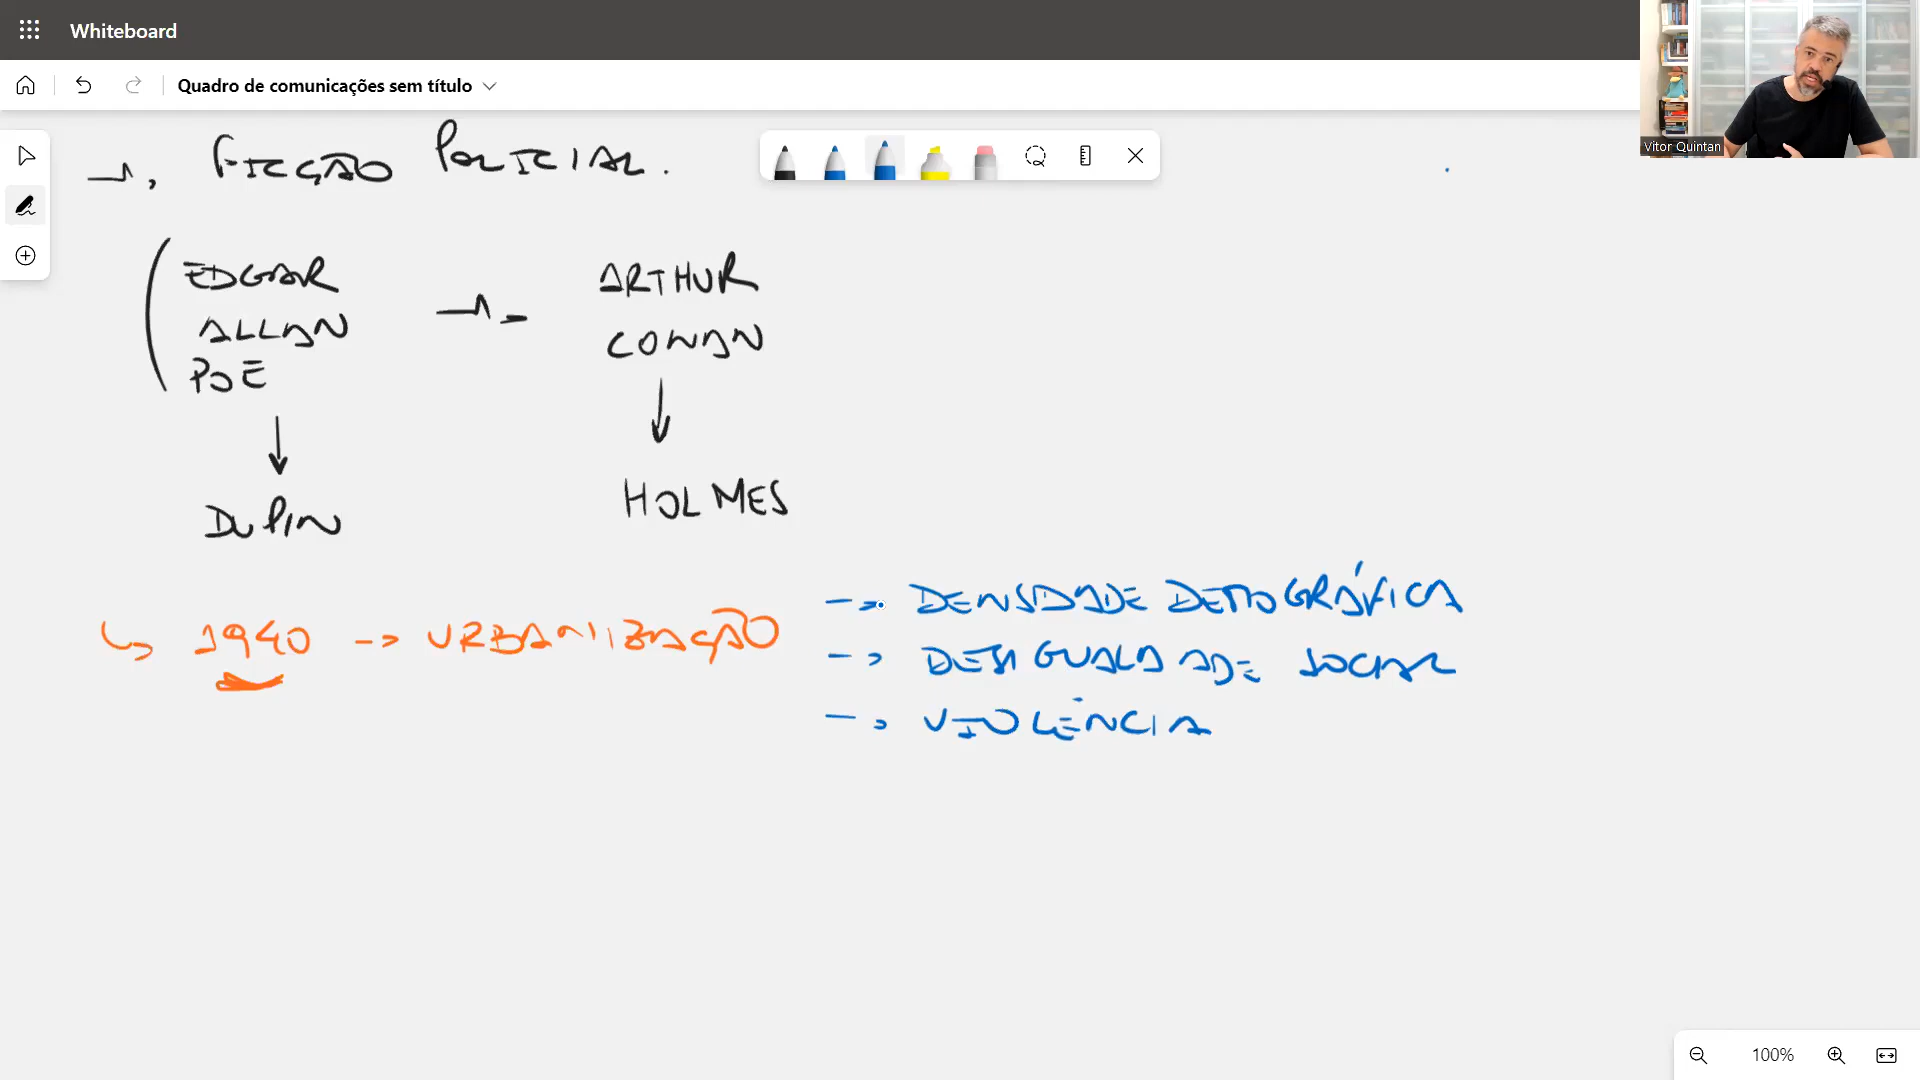 Whiteboard
Quadro de comunicações sem título
Vitor Quintan
FICÇÃO POLICIAL.
EDGAR
ALLAN
POE
ARTHUR
CONAN
DUPIN
HOLMES
1940 -> URBANIZAÇÃO
-> DENSIDADE DEMOGRÁFICA
-> DESIGUALDADE SOCIAL
-> VIOLÊNCIA
100%